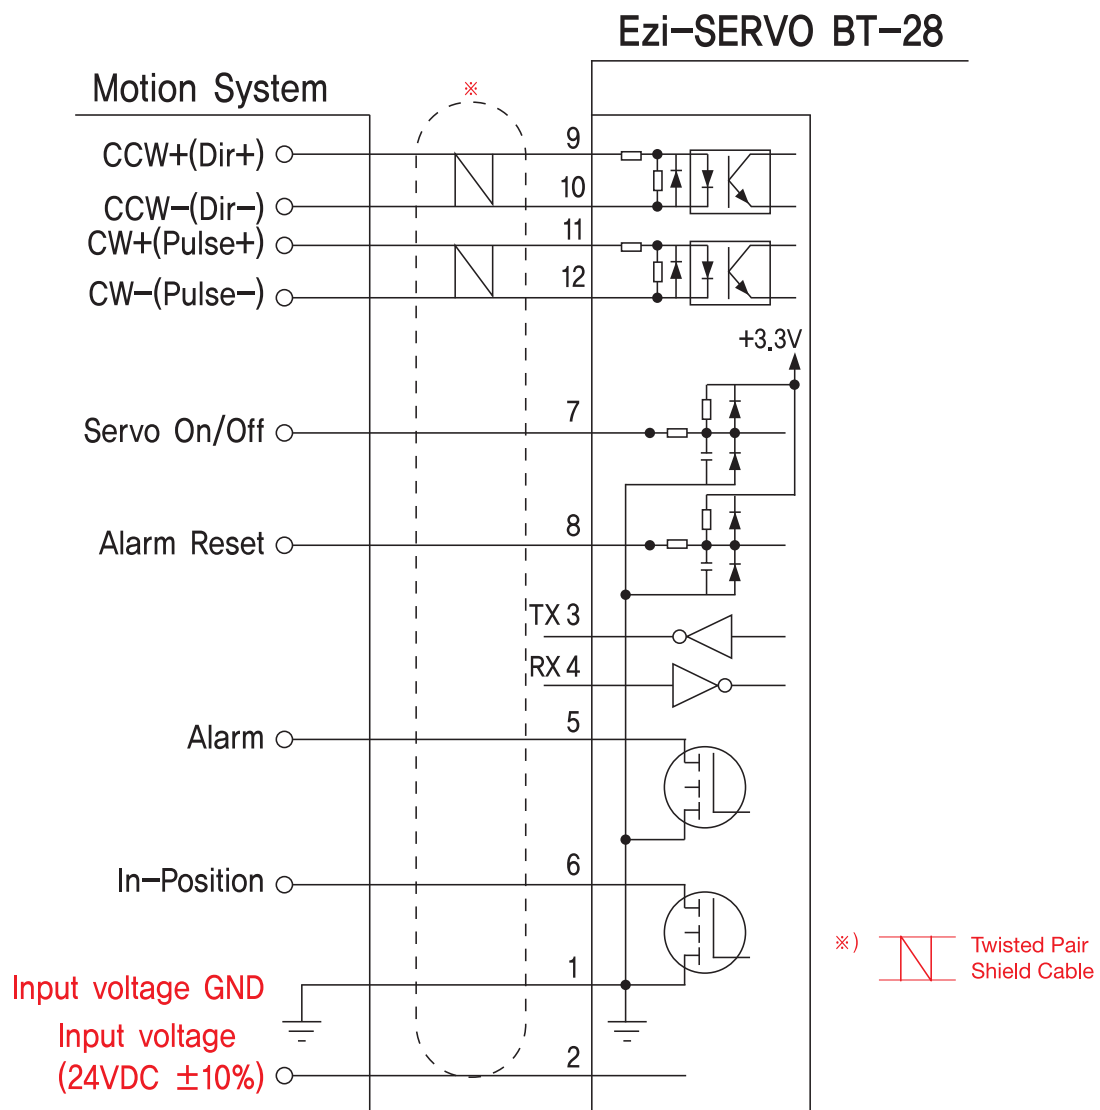 Ezi−SERVO BT−28
Motion System
※
CCW+(Dir+)
9
CCW−(Dir−)
10
CW+(Pulse+)
11
CW−(Pulse−)
12
+3.3V
Servo On/Off
7
Alarm Reset
8
TX 3
RX 4
Alarm
5
In−Position
6
※)
Twisted Pair
Shield Cable
Input voltage GND
1
Input voltage
(24VDC ±10%)
2